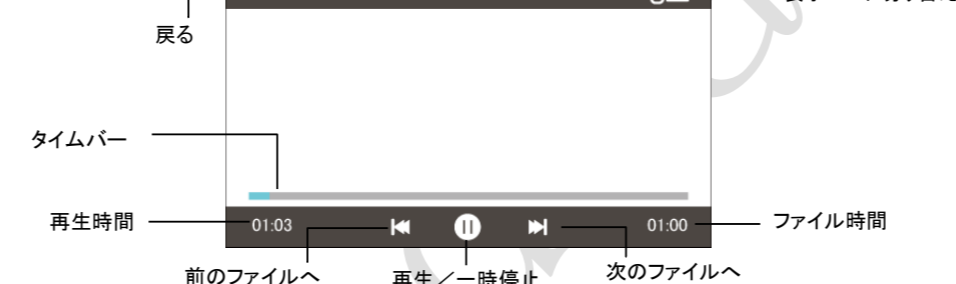 戻る
タイムバー
再生時間
01:03
01:00
ファイル時間
前のファイルへ
再生／一時停止
次のファイルへ